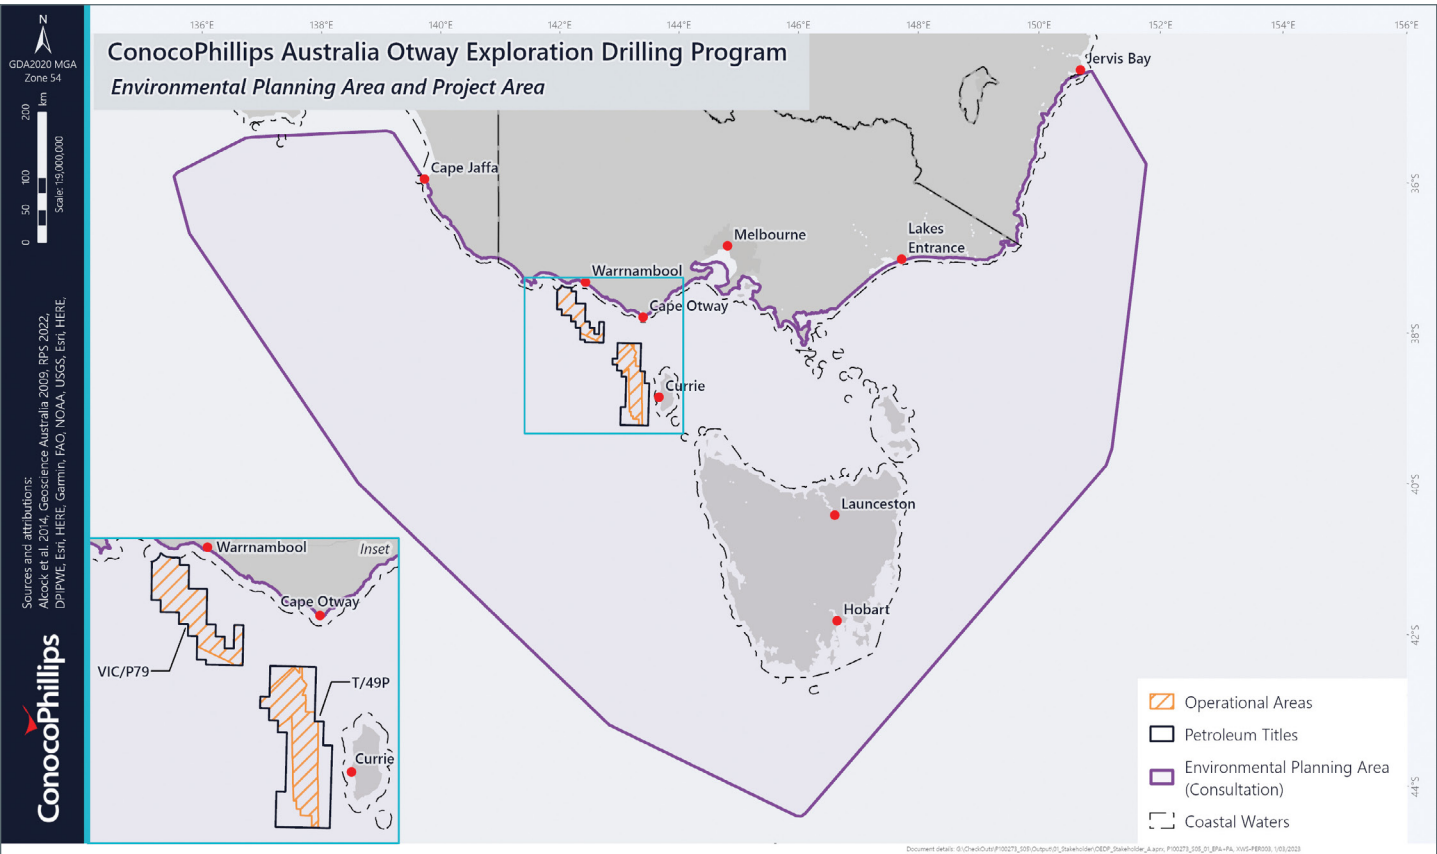 N
GDA2020 MGA
Zone 54
0 50 100 200
km
Scale: 1:9,000,000
Sources and attributions:
Alcock et al. 2014, Geoscience Australia 2009, RPS 2022,
DPIPWE, Esri, HERE, Garmin, FAO, NOAA, USGS, Esri, HERE,
ConocoPhillips
136°E 138°E 140°E 142°E 144°E 146°E 148°E 150°E 152°E 154°E 156°E
ConocoPhillips Australia Otway Exploration Drilling Program
Environmental Planning Area and Project Area
Jervis Bay
Cape Jaffa
36°S
Melbourne
Lakes
Entrance
Warrnambool
Cape Otway
38°S
Currie
40°S
Launceston
Hobart
42°S
44°S
Warrnambool
Inset
Cape Otway
VIC/P79
T/49P
Currie
Operational Areas
Petroleum Titles
Environmental Planning Area
(Consultation)
Coastal Waters